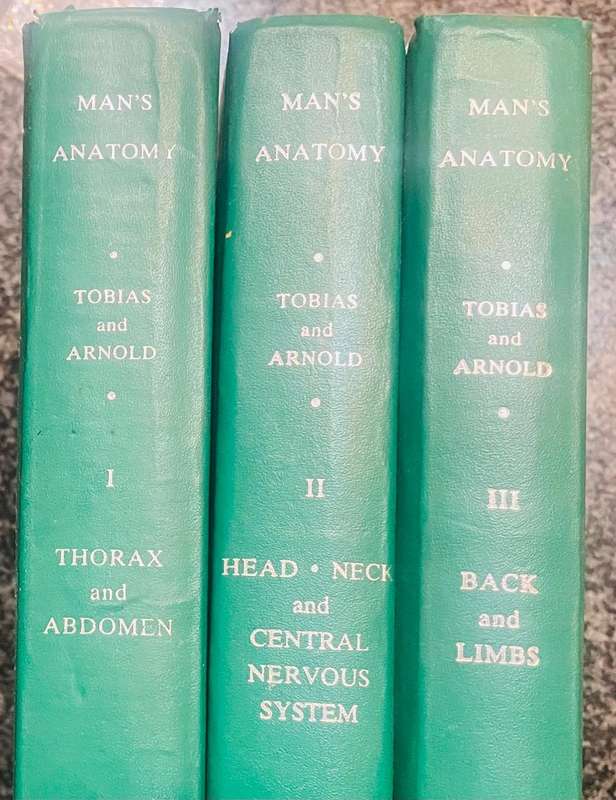 MAN'S
ANATOMY
TOBIAS
and
ARNOLD
I
THORAX
and
ABDOMEN
MAN'S
ANATOMY
TOBIAS
and
ARNOLD
II
HEAD • NECK
and
CENTRAL
NERVOUS
SYSTEM
MAN'S
ANATOMY
TOBIAS
and
ARNOLD
III
BACK
and
LIMBS